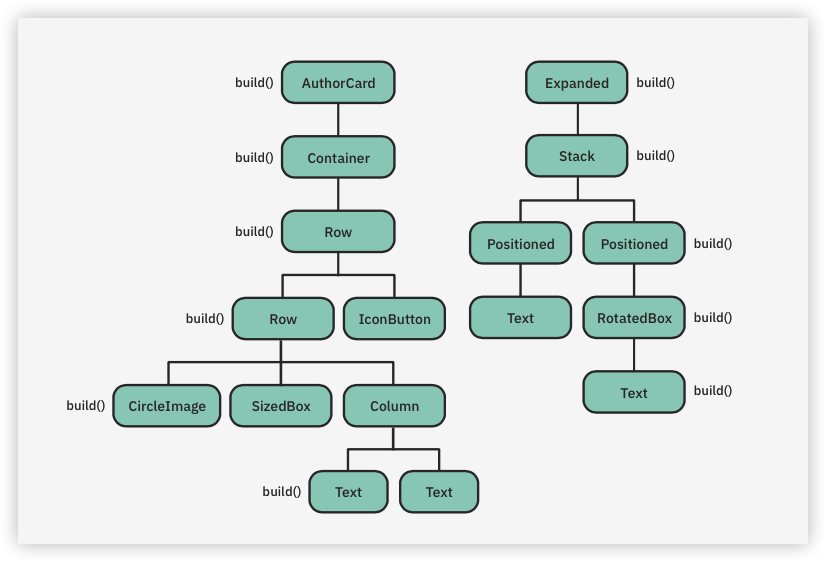 build() AuthorCard
Expanded build()
build() Container
Stack build()
build() Row
Positioned Positioned build()
build() Row IconButton
Text RotatedBox build()
build() CircleImage SizedBox Column
Text build()
build() Text Text